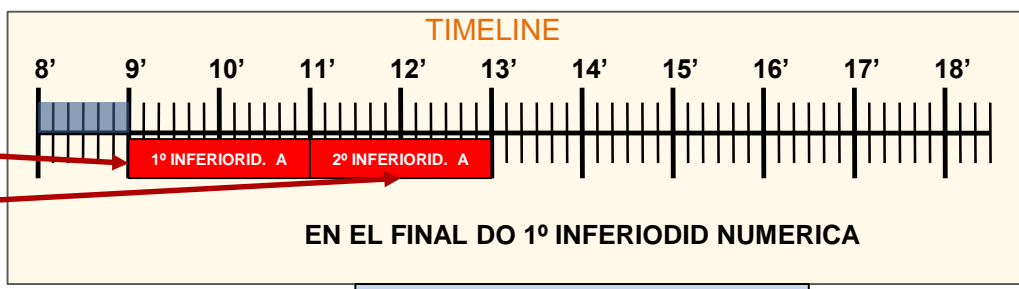 TIMELINE
8’ 9’ 10’ 11’ 12’ 13’ 14’ 15’ 16’ 17’ 18’
1º INFERIORID. A 2º INFERIORID. A
EN EL FINAL DO 1º INFERIODID NUMERICA